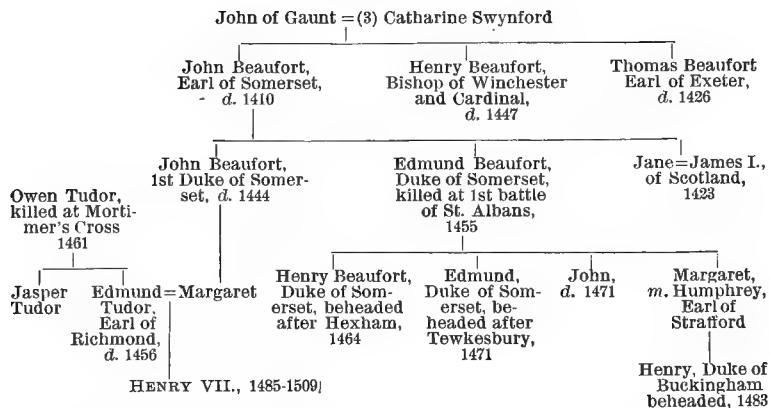 John of Gaunt = (3) Catharine Swynford
John Beaufort,
Earl of Somerset,
d. 1410
Henry Beaufort,
Bishop of Winchester
and Cardinal,
d. 1447
Thomas Beaufort
Earl of Exeter,
d. 1426
John Beaufort,
1st Duke of Somer-
set, d. 1444
Edmund Beaufort,
Duke of Somerset,
killed at 1st battle
of St. Albans,
1455
Jane=James I.,
of Scotland,
1423
Owen Tudor,
killed at Morti-
mer's Cross
1461
Jasper
Tudor
Edmund=Margaret
Tudor,
Earl of
Richmond,
d. 1456
Henry Beaufort,
Duke of Som-
erset, beheaded
after Hexham,
1464
Edmund,
Duke of Som-
erset, be-
headed after
Tewkesbury,
1471
John,
d. 1471
Margaret,
m. Humphrey,
Earl of
Strafford
HENRY VII., 1485-1509
Henry, Duke of
Buckingham
beheaded, 1483